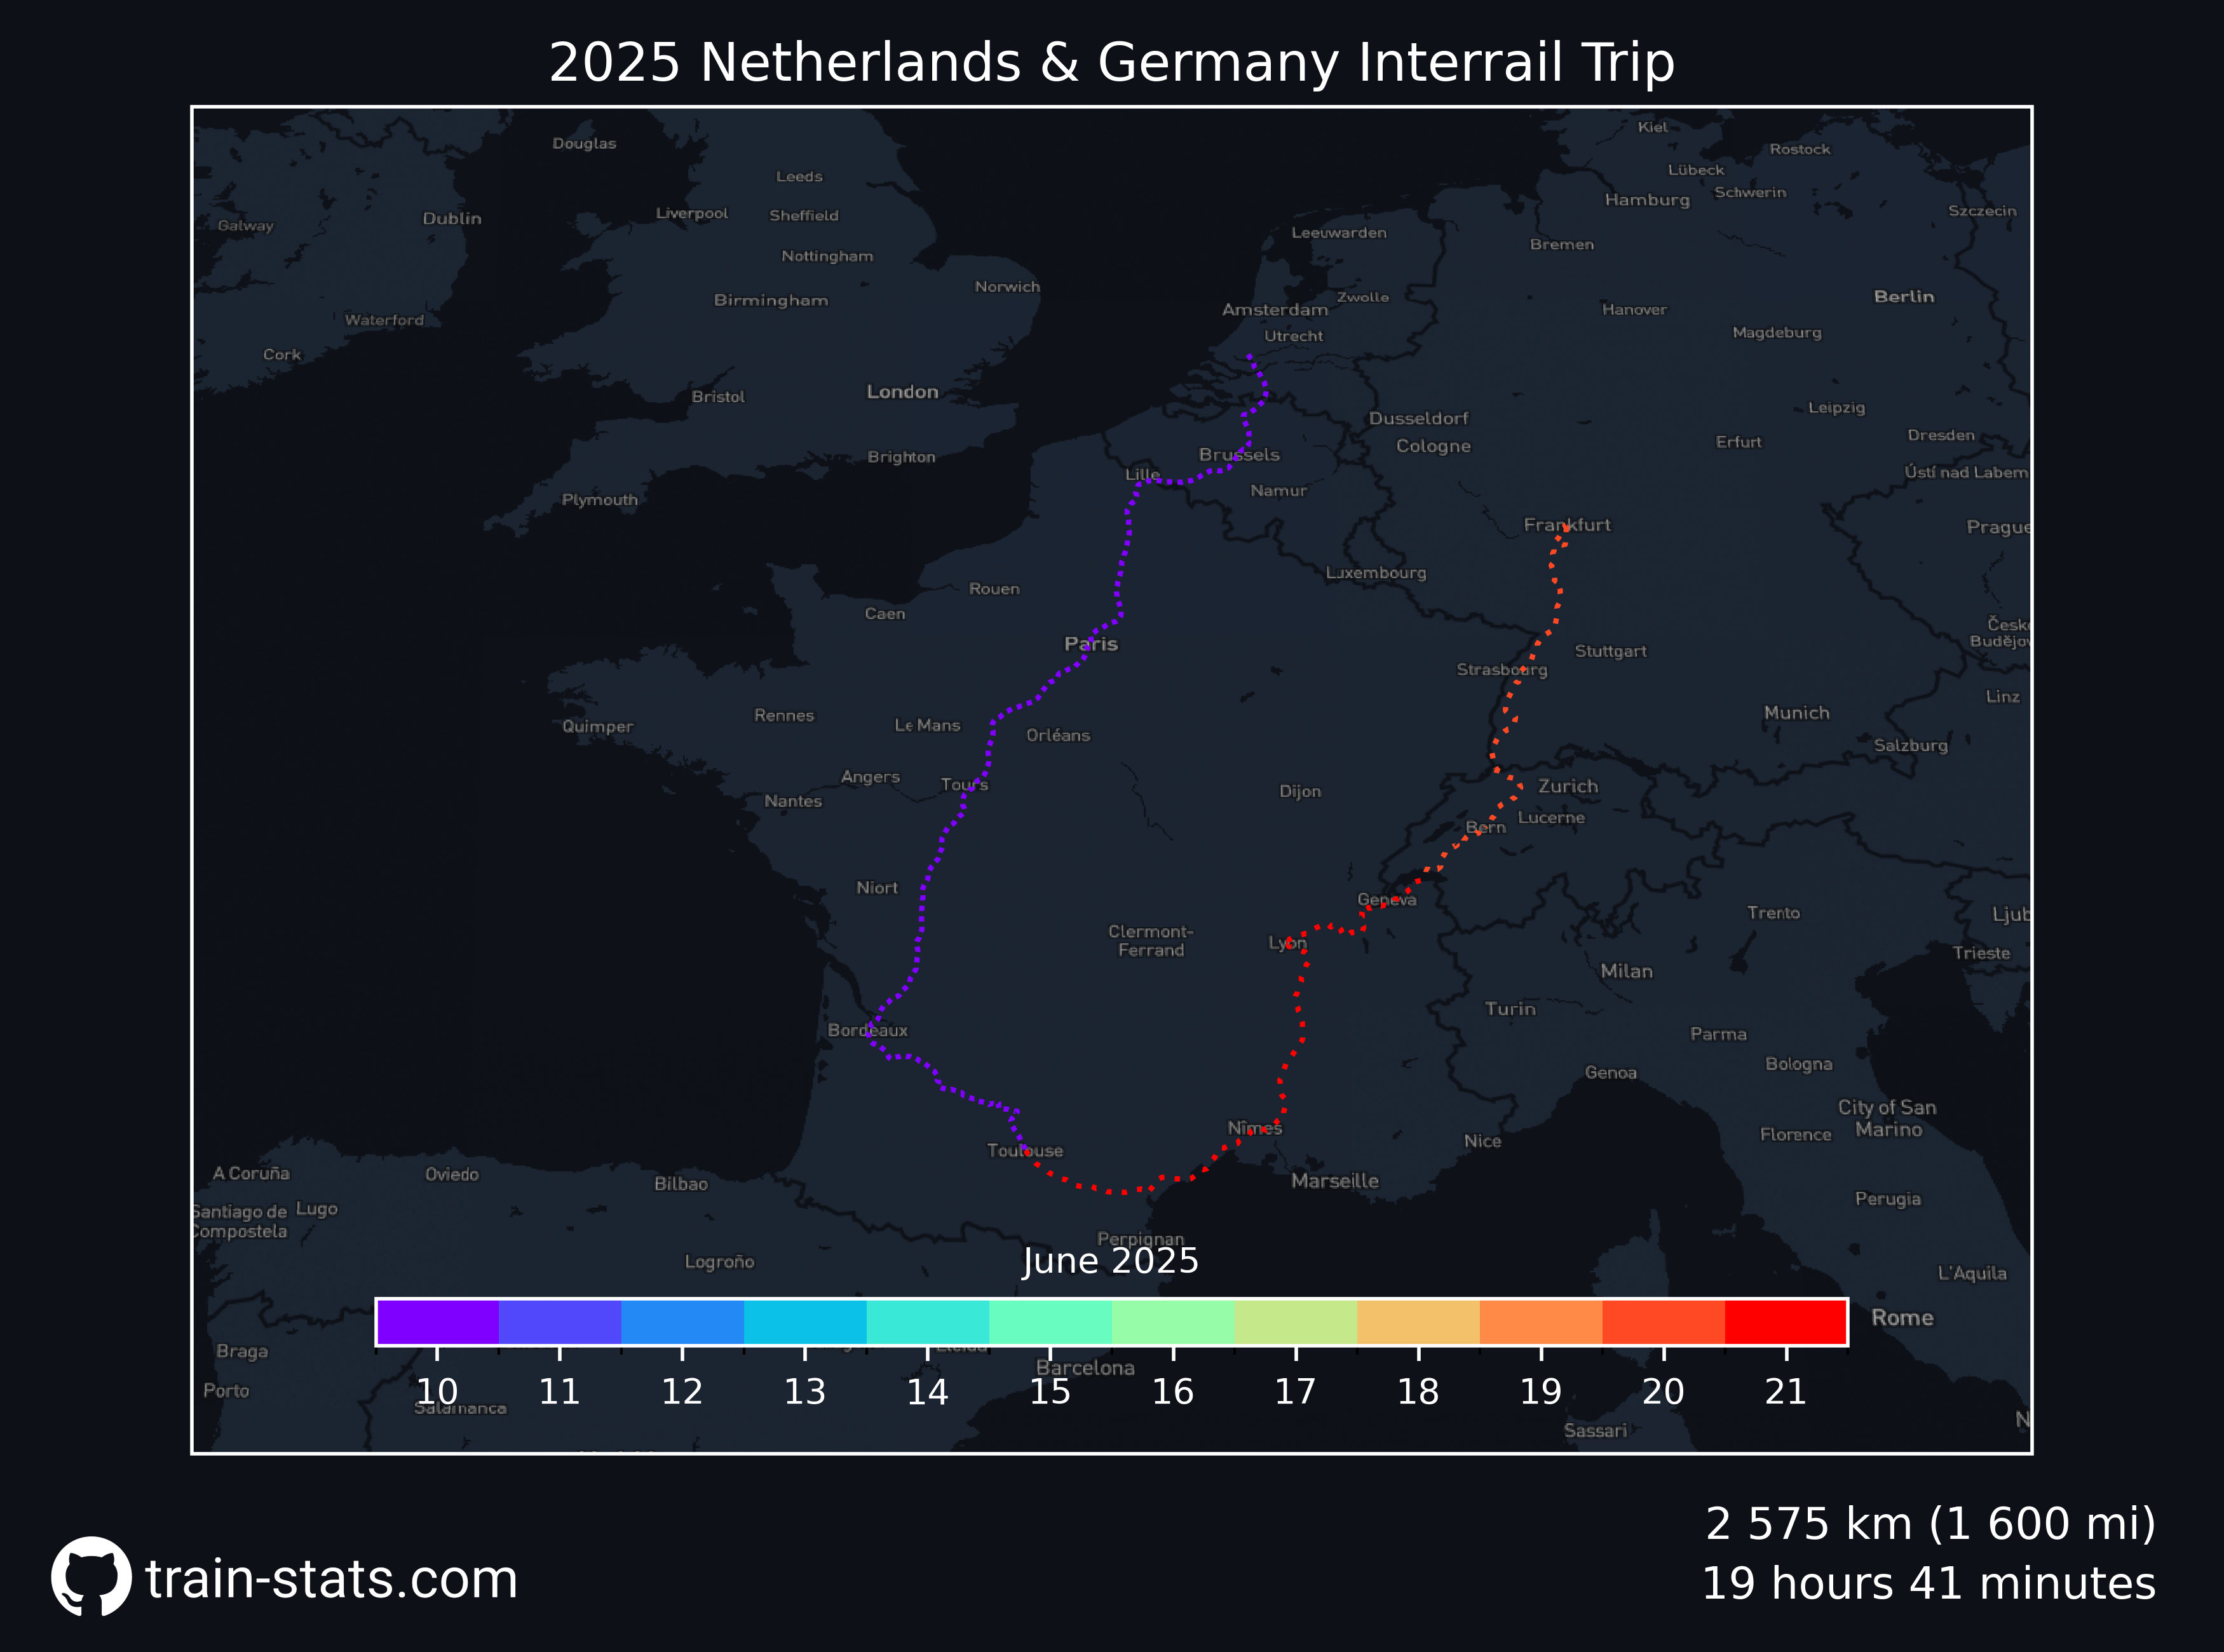 2025 Netherlands & Germany Interrail Trip
Kiel
Douglas
Rostock
Lübeck
Leeds
Schwerin
Hamburg
Szczecin
Liverpool
Sheffield
Dublin
Galway
Leeuwarden
Bremen
Nottingham
Norwich
Zwolle
Berlin
Birmingham
Amsterdam
Hanover
Waterford
Utrecht
Magdeburg
Cork
London
Bristol
Leipzig
Dusseldorf
Dresden
Erfurt
Cologne
Brighton
Brussels
Lille
Ústí nad Labem
Namur
Plymouth
Frankfurt
Prague
Luxembourg
Rouen
Caen
České
Budějov
Paris
Stuttgart
Strasbourg
Linz
Munich
Rennes
Quimper
Le Mans
Orléans
Salzburg
Angers
Tours
Zurich
Dijon
Nantes
Lucerne
Bern
Niort
Geneva
Trento
Ljub
Clermont-
Ferrand
Lyon
Trieste
Milan
Turin
Bordeaux
Parma
Bologna
Genoa
City of San
Marino
Nîmes
Florence
Nice
Toulouse
A Coruña
Oviedo
Bilbao
Marseille
Perugia
Santiago de
Compostela
Lugo
Perpignan
Logroño
June 2025
L'Aquila
Rome
Braga
Lleida
Barcelona
Porto
Salamanca
10 11 12 13 14 15 16 17 18 19 20 21
N
Sassari
2 575 km (1 600 mi)
train-stats.com
19 hours 41 minutes